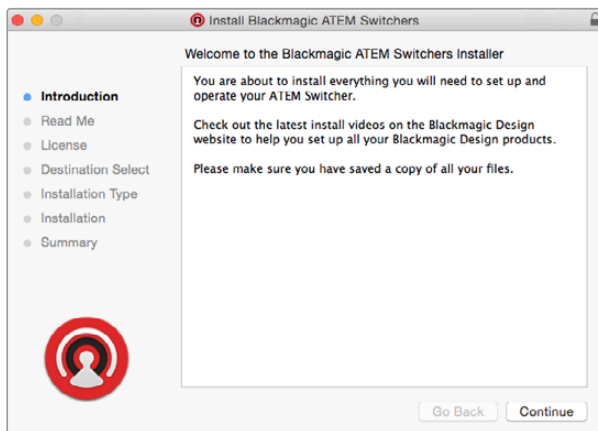 Install Blackmagic ATEM Switchers
Welcome to the Blackmagic ATEM Switchers Installer
Introduction
Read Me
License
Destination Select
Installation Type
Installation
Summary
You are about to install everything you will need to set up and
operate your ATEM Switcher.
Check out the latest install videos on the Blackmagic Design
website to help you set up all your Blackmagic Design products.
Please make sure you have saved a copy of all your files.
Go Back
Continue